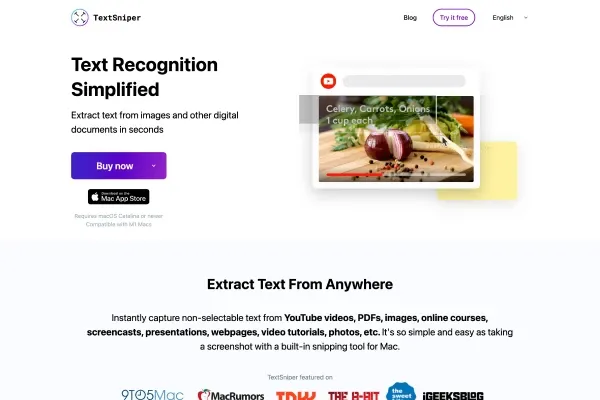 TextSniper
Blog
Try it free
English
Text Recognition
Simplified
Extract text from images and other digital
documents in seconds
Celery, Carrots, Onions
1 cup each
Buy now
Download on the
Mac App Store
Requires macOS Catalina or newer
Compatible with M1 Macs
Extract Text From Anywhere
Instantly capture non-selectable text from YouTube videos, PDFs, images, online courses,
screencasts, presentations, webpages, video tutorials, photos, etc. It's so simple and easy as taking
a screenshot with a built-in snipping tool for Mac.
TextSniper featured on
9TO5Mac
MacRumors
THE 8-BIT
the
sweet
iGEEKSBLOG